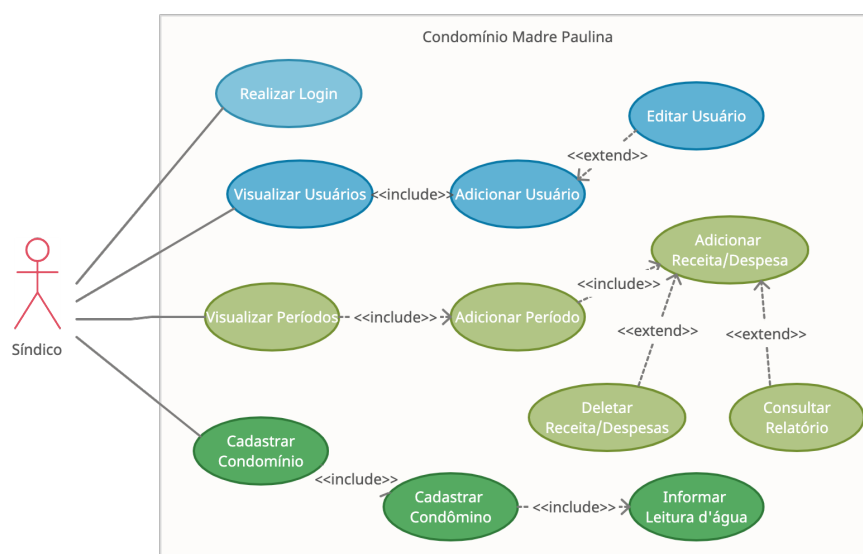 Condomínio Madre Paulina
Realizar Login
Editar Usuário
<<extend>>
Visualizar Usuários
<<include>>
Adicionar Usuário
Adicionar
Receita/Despesa
<<include>>
Síndico
Visualizar Períodos
<<include>>
Adicionar Período
<<extend>>
<<extend>>
Deletar
Receita/Despesas
Consultar
Relatório
Cadastrar
Condomínio
<<include>>
Cadastrar
Condômino
<<include>>
Informar
Leitura d'água